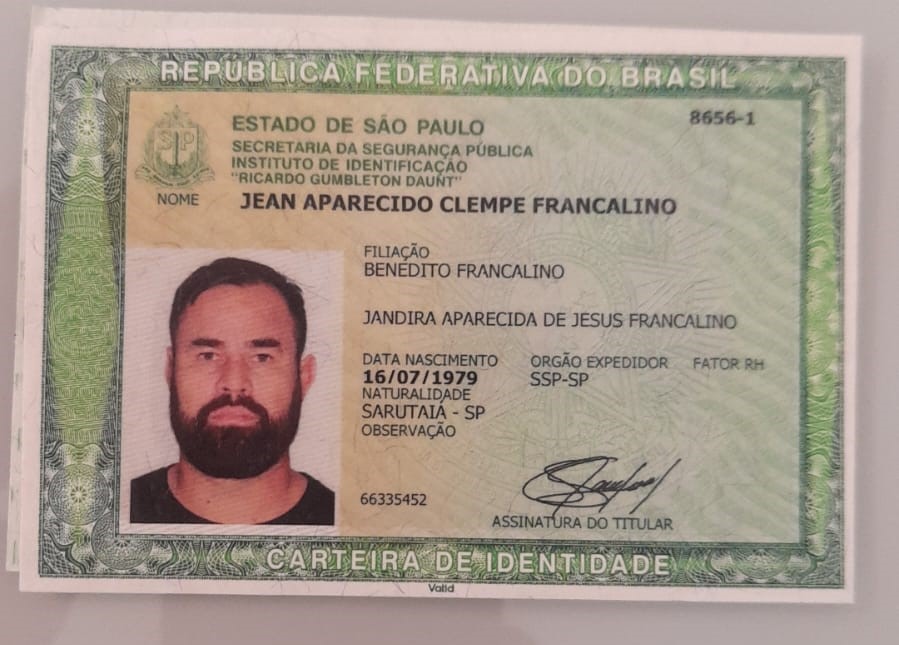 REPÚBLICA FEDERATIVA DO BRASIL
8656-1
ESTADO DE SÃO PAULO
SECRETARIA DA SEGURANÇA PÚBLICA
INSTITUTO DE IDENTIFICAÇÃO
"RICARDO GUMBLETON DAUNT"
NOME JEAN APARECIDO CLEMPE FRANCALINO
FILIAÇÃO
BENEDITO FRANCALINO
JANDIRA APARECIDA DE JESUS FRANCALINO
DATA NASCIMENTO ORGÃO EXPEDIDOR FATOR RH
16/07/1979 SSP-SP
NATURALIDADE
SARUTAIÁ - SP
OBSERVAÇÃO
66335452
ASSINATURA DO TITULAR
CARTEIRA DE IDENTIDADE
Valid